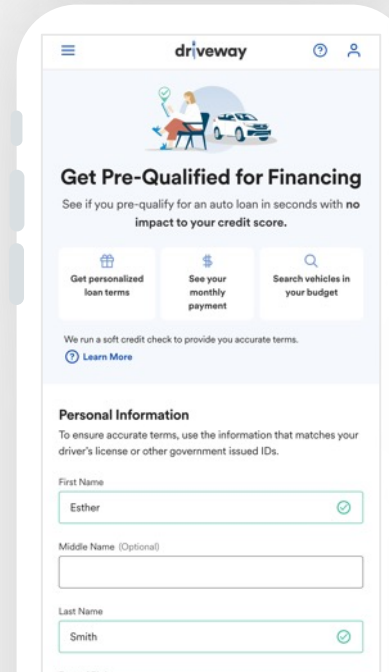 driveway
Get Pre-Qualified for Financing
See if you pre-qualify for an auto loan in seconds with no
impact to your credit score.
Get personalized
loan terms
See your
monthly
payment
Search vehicles in
your budget
We run a soft credit check to provide you accurate terms.
Learn More
Personal Information
To ensure accurate terms, use the information that matches your
driver's license or other government issued IDs.
First Name
Esther
Middle Name (Optional)
Last Name
Smith